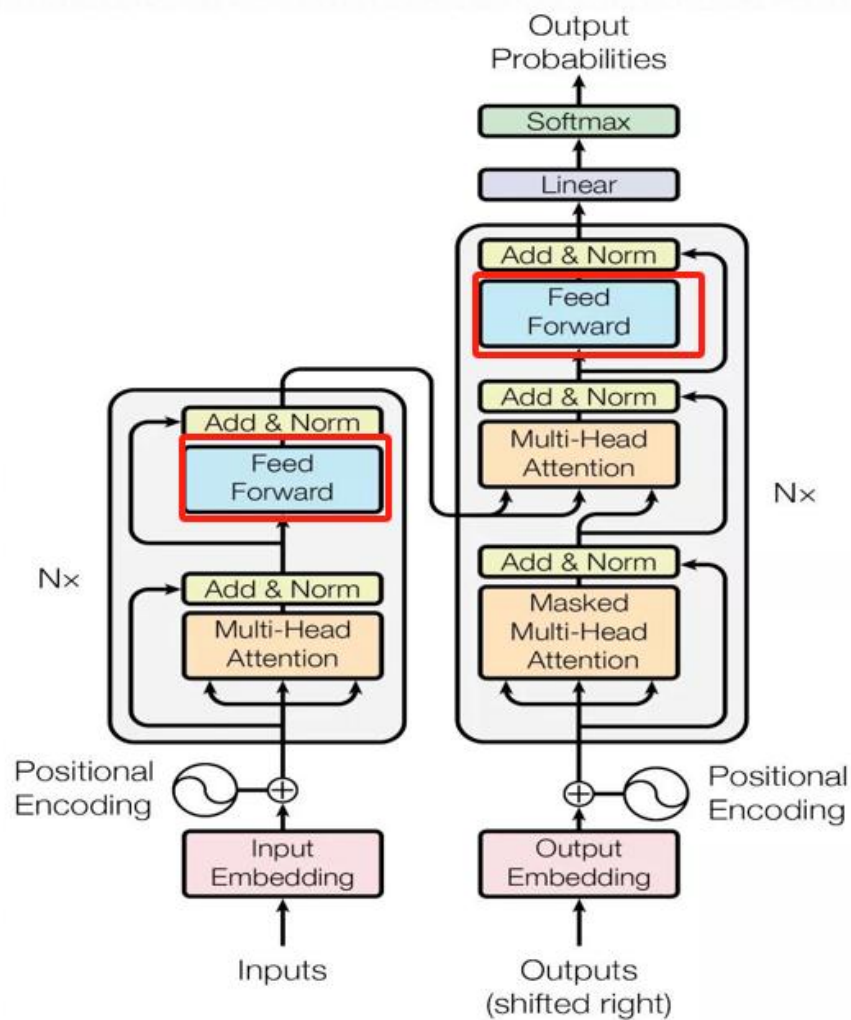 Output
Probabilities
Softmax
Linear
Add & Norm
Feed
Forward
Add & Norm
Multi-Head
Attention
Nx
Add & Norm
Masked
Multi-Head
Attention
Add & Norm
Feed
Forward
Nx
Add & Norm
Multi-Head
Attention
Positional
Encoding
Positional
Encoding
Input
Embedding
Output
Embedding
Inputs
Outputs
(shifted right)